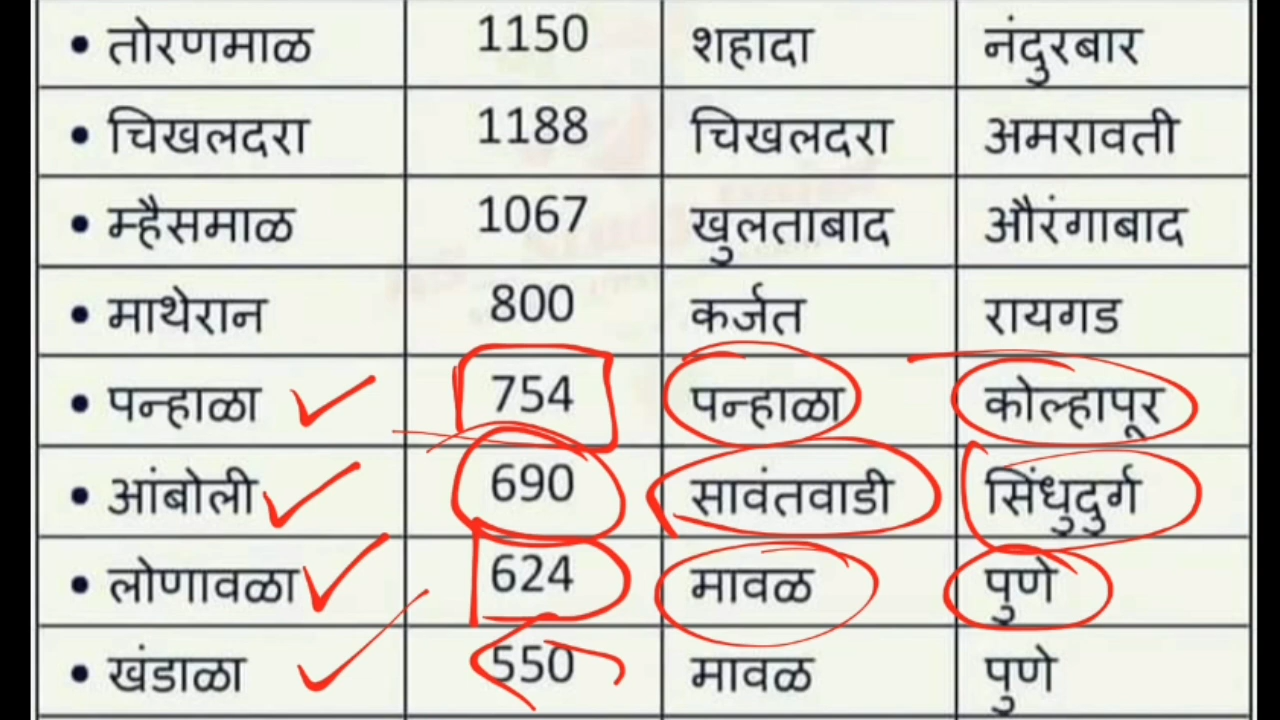 • तोरणमाळ 1150 शहादा नंदुरबार
• चिखलदरा 1188 चिखलदरा अमरावती
• म्हैसमाळ 1067 खुलताबाद औरंगाबाद
• माथेरान 800 कर्जत रायगड
• पन्हाळा 754 पन्हाळा कोल्हापूर
• आंबोली 690 सावंतवाडी सिंधुदुर्ग
• लोणावळा 624 मावळ पुणे
• खंडाळा 550 मावळ पुणे